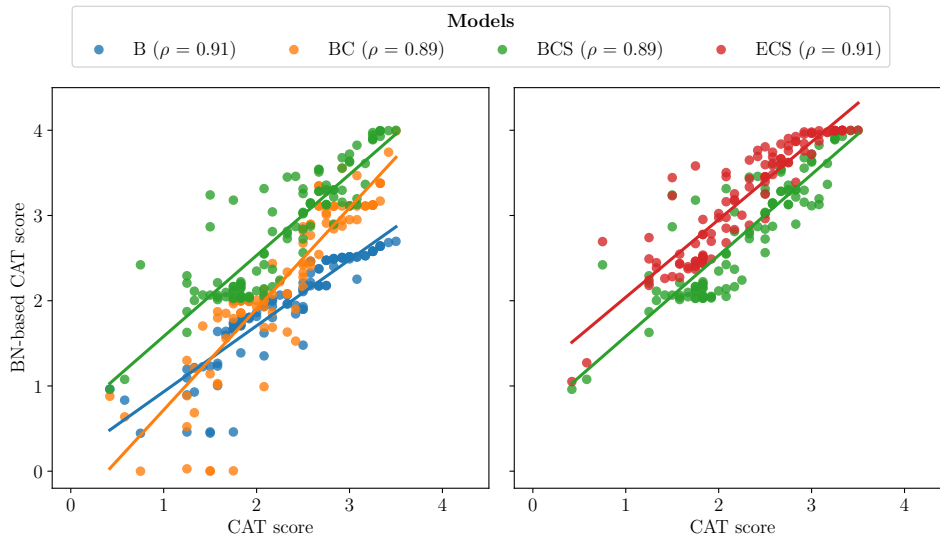 Models
B (ρ = 0.91) BC (ρ = 0.89) BCS (ρ = 0.89) ECS (ρ = 0.91)
BN-based CAT score
4
3
2
1
0
0 1 2 3 4
CAT score
0 1 2 3 4
CAT score